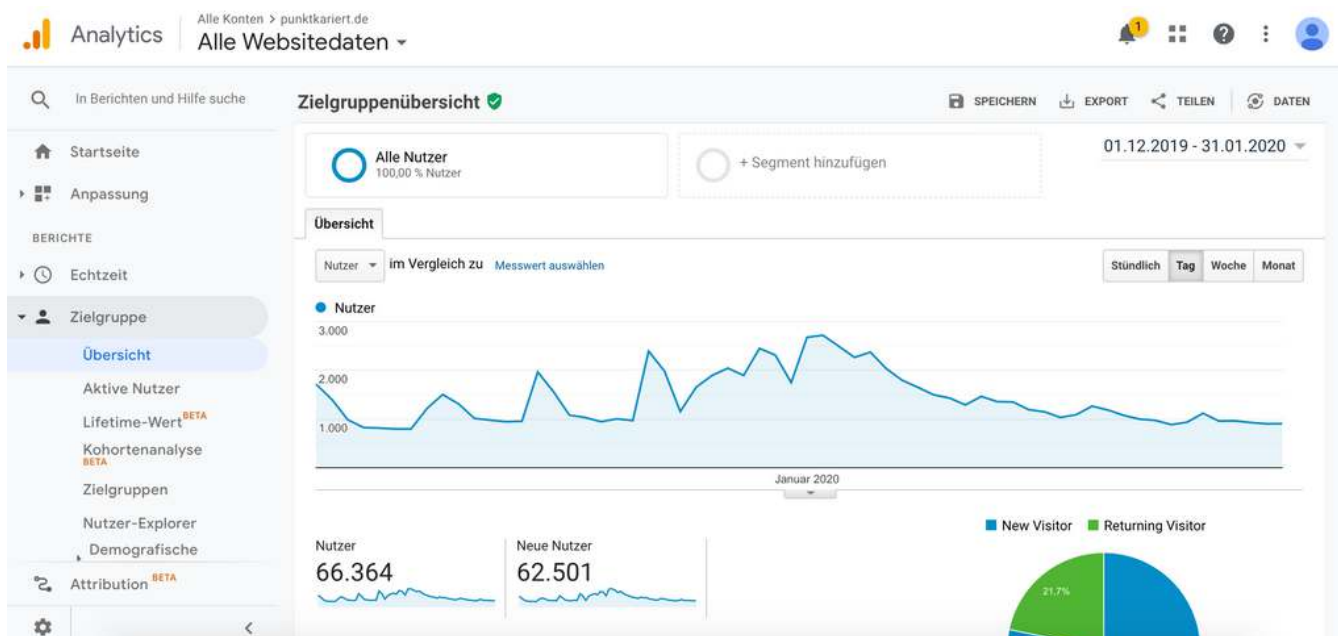 Alle Konten > punktkariert.de
Analytics
Alle Websitedaten
1
In Berichten und Hilfe suche
Startseite
Anpassung
BERICHTE
Echtzeit
Zielgruppe
Übersicht
Aktive Nutzer
Lifetime-Wert BETA
Kohortenanalyse
BETA
Zielgruppen
Nutzer-Explorer
Demografische
Attribution BETA
Zielgruppenübersicht
SPEICHERN
EXPORT
TEILEN
DATEN
Alle Nutzer
100,00 % Nutzer
+ Segment hinzufügen
01.12.2019 - 31.01.2020
Übersicht
Nutzer im Vergleich zu Messwert auswählen
Stündlich Tag Woche Monat
Nutzer
3.000
2.000
1.000
Januar 2020
Nutzer
66.364
Neue Nutzer
62.501
New Visitor Returning Visitor
21,7%